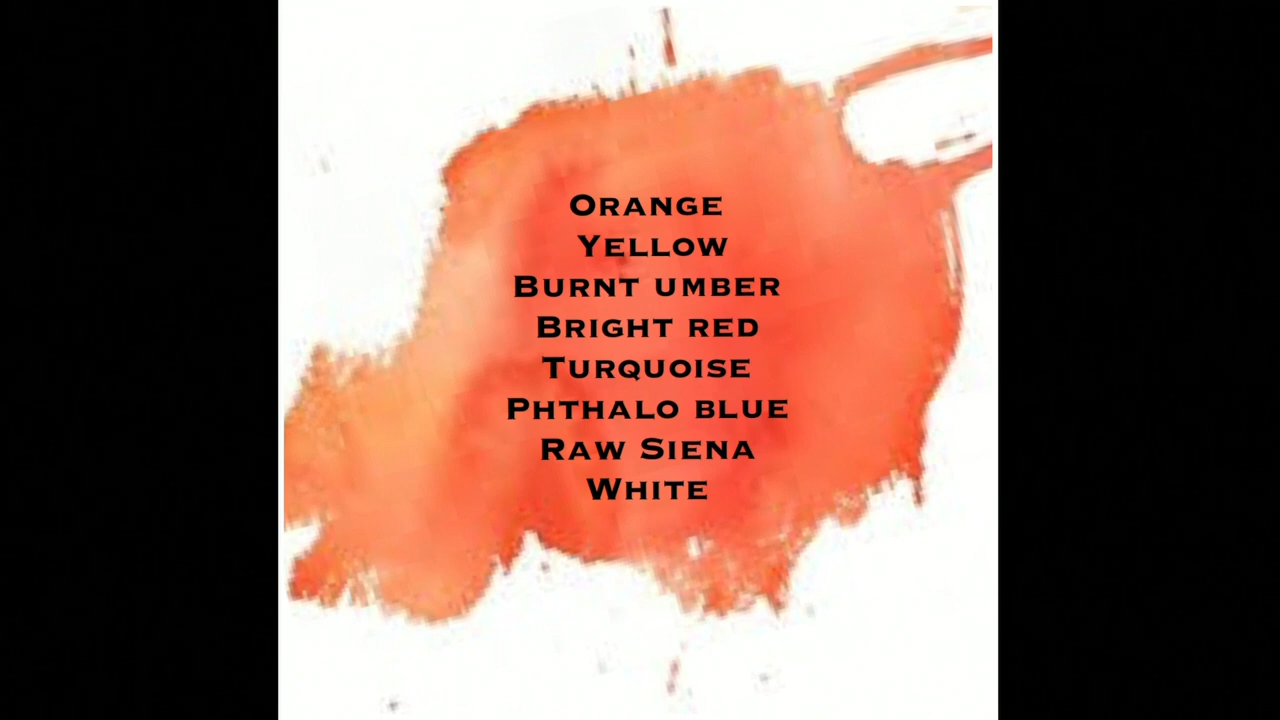 Orange
Yellow
Burnt umber
Bright red
Turquoise
Phthalo blue
Raw Siena
White